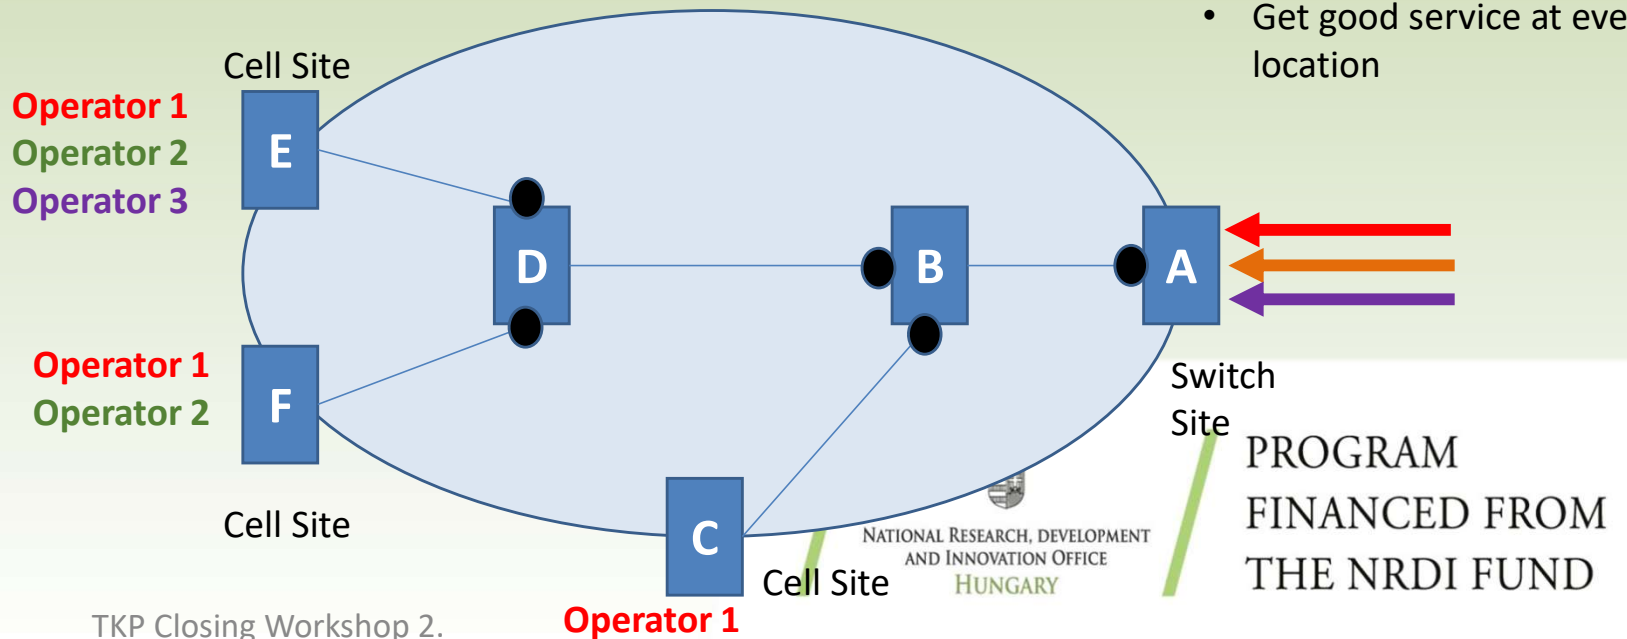 • Get good service at eve
location
Cell Site
Operator 1
Operator 2
Operator 3
E
D
B
A
Operator 1
Operator 2
F
Switch
Site
Cell Site
C
Cell Site
Operator 1
NATIONAL RESEARCH, DEVELOPMENT
AND INNOVATION OFFICE
HUNGARY
PROGRAM
FINANCED FROM
THE NRDI FUND
TKP Closing Workshop 2.